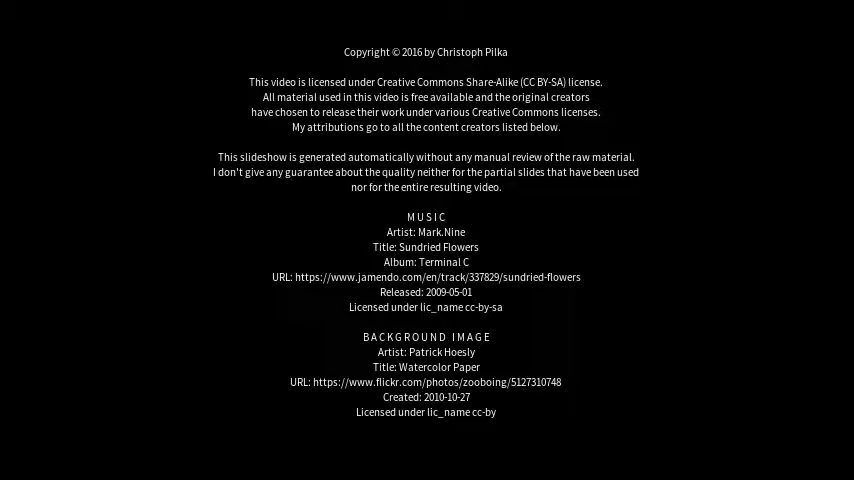 Copyright © 2016 by Christoph Pilka
This video is licensed under Creative Commons Share-Alike (CC BY-SA) license.
All material used in this video is free available and the original creators
have chosen to release their work under various Creative Commons licenses.
My attributions go to all the content creators listed below.
This slideshow is generated automatically without any manual review of the raw material.
I don't give any guarantee about the quality neither for the partial slides that have been used
nor for the entire resulting video.
M U S I C
Artist: Mark.Nine
Title: Sundried Flowers
Album: Terminal C
URL: https://www.jamendo.com/en/track/337829/sundried-flowers
Released: 2009-05-01
Licensed under lic_name cc-by-sa
B A C K G R O U N D   I M A G E
Artist: Patrick Hoesly
Title: Watercolor Paper
URL: https://www.flickr.com/photos/zooboing/5127310748
Created: 2010-10-27
Licensed under lic_name cc-by